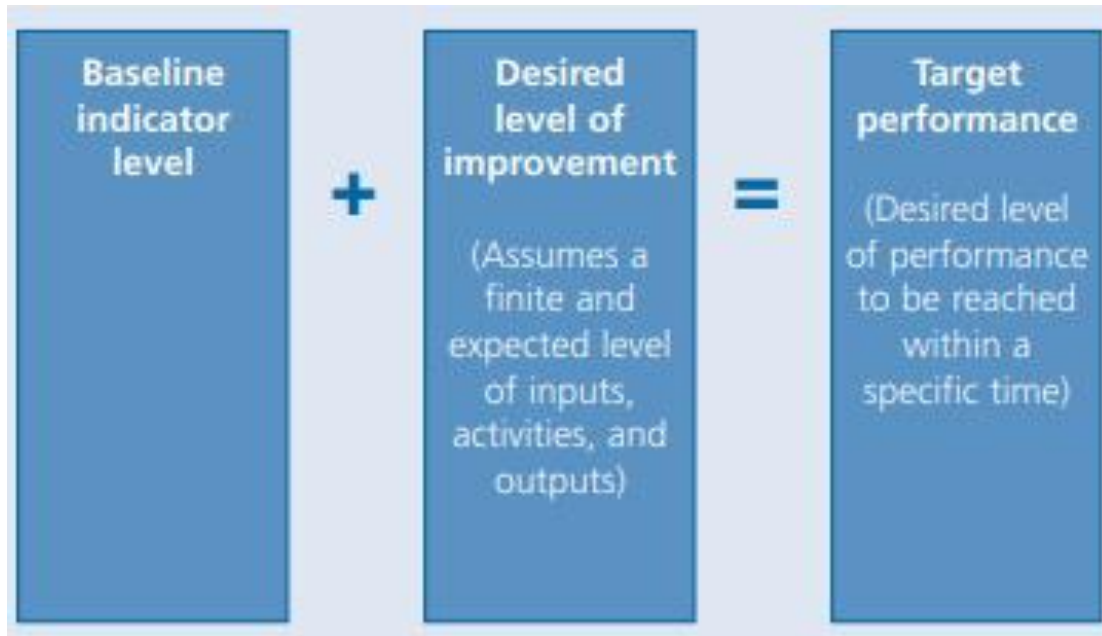 Baseline
indicator
level
+
Desired
level of
improvement
(Assumes a
finite and
expected level
of inputs,
activities, and
outputs)
=
Target
performance
(Desired level
of performance
to be reached
within a
specific time)